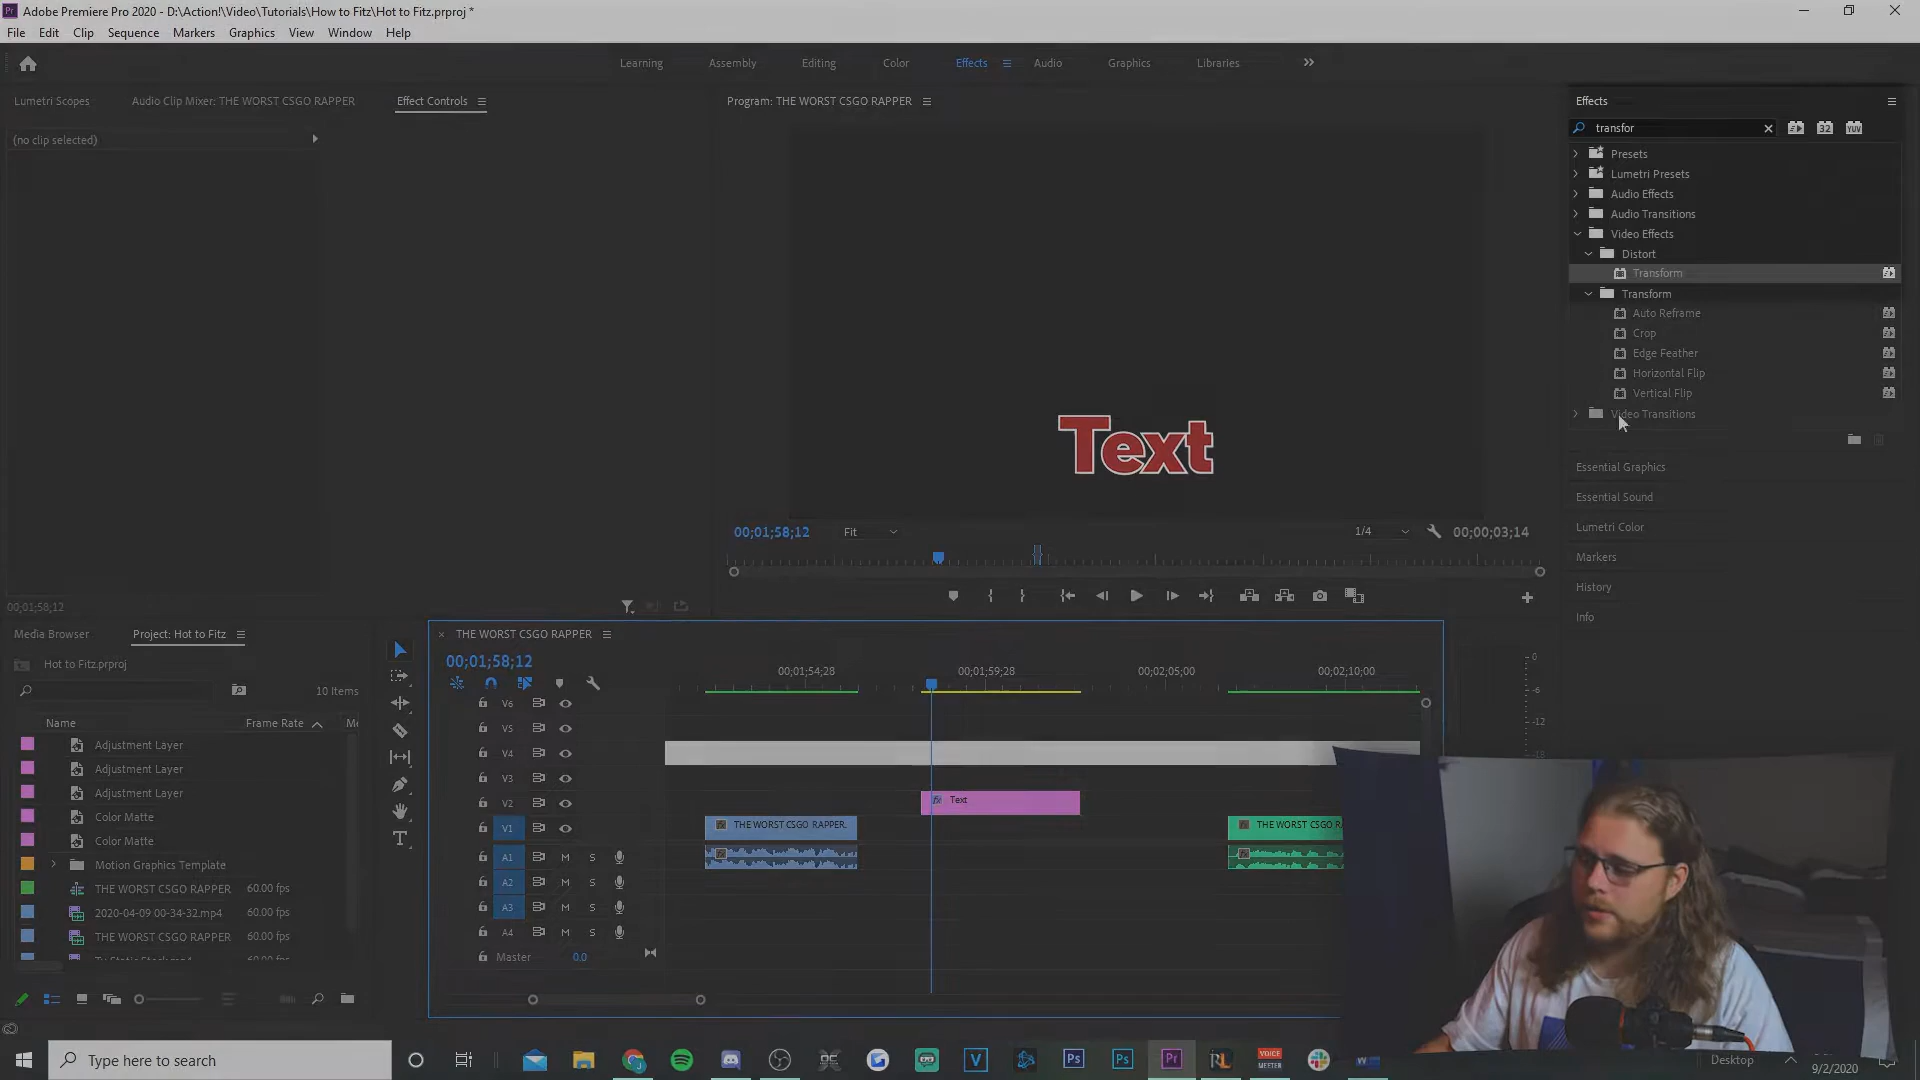 Adobe Premiere Pro 2020 - D:\Action!\Video\Tutorials\How to Fitz\Hot to Fitz.prproj *
File Edit Clip Sequence Markers Graphics View Window Help
Learning Assembly Editing Color Effects Audio Graphics Libraries
Lumetri Scopes Audio Clip Mixer: THE WORST CSGO RAPPER Effect Controls
(no clip selected)
00;01;58;12
Program: THE WORST CSGO RAPPER
Text
00;01;58;12 Fit 1/4 00;00;03;14
Effects
transfor
32 YUV
Presets
Lumetri Presets
Audio Effects
Audio Transitions
Video Effects
Distort
Transform
Transform
Auto Reframe
Crop
Edge Feather
Horizontal Flip
Vertical Flip
Video Transitions
Essential Graphics
Essential Sound
Lumetri Color
Markers
History
Info
Media Browser Project: Hot to Fitz
Hot to Fitz.prproj
10 Items
Name Frame Rate
Adjustment Layer
Adjustment Layer
Adjustment Layer
Color Matte
Color Matte
Motion Graphics Template
THE WORST CSGO RAPPER 60.00 fps
2020-04-09 00-34-32.mp4 60.00 fps
THE WORST CSGO RAPPER 60.00 fps
THE WORST CSGO RAPPER
00;01;58;12
00;01;54;28 00;01;59;28 00;02;05;00 00;02;10;00
V6
V5
V4
V3
V2 fx Text
V1 THE WORST CSGO RAPPER. THE WORST CSGO R
A1 M S
A2 M S
A3 M S
A4 M S
Master 0.0
0
-6
-12
Type here to search
Desktop
9/2/2020